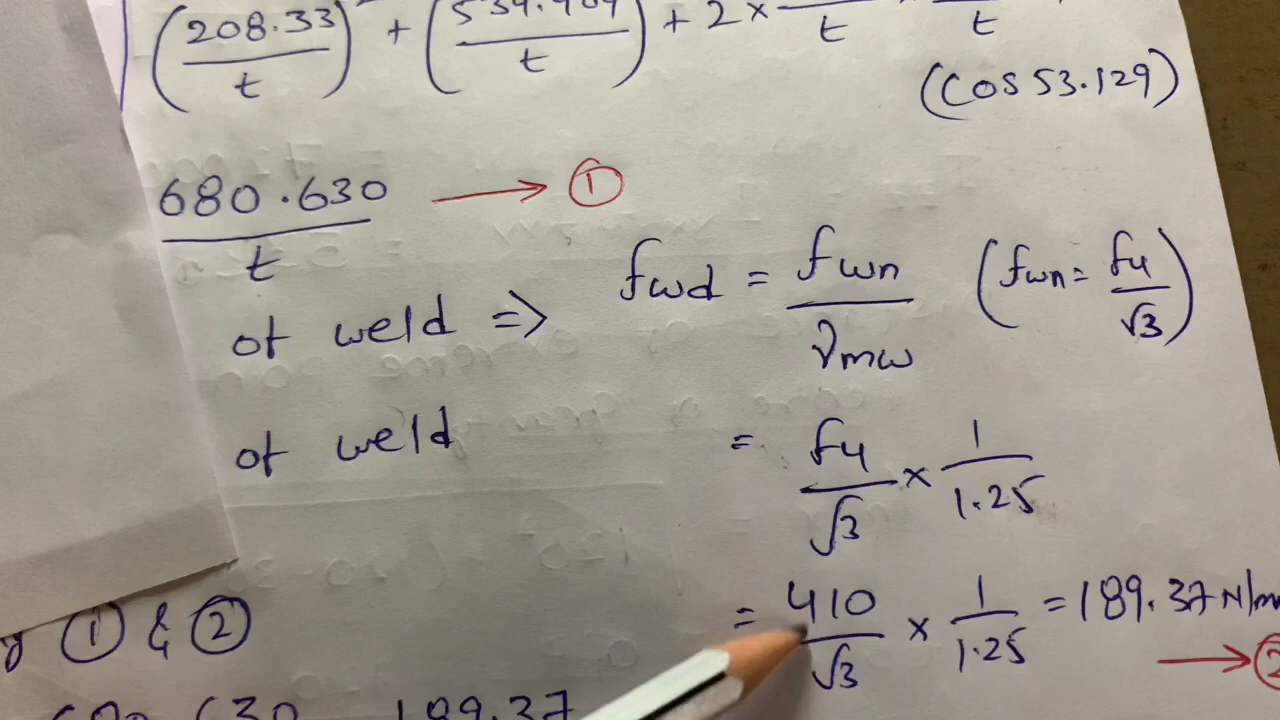 (208.33/t) + ( /t) + 2 × /t /t
(cos 53.129)
680.630/t → ①
of weld => fwd = fwn/γmw (fwn = fu/√3)
of weld = fu/√3 × 1/1.25
= 410/√3 × 1/1.25 = 189.37 N/m
① & ② → ②
630 189.37